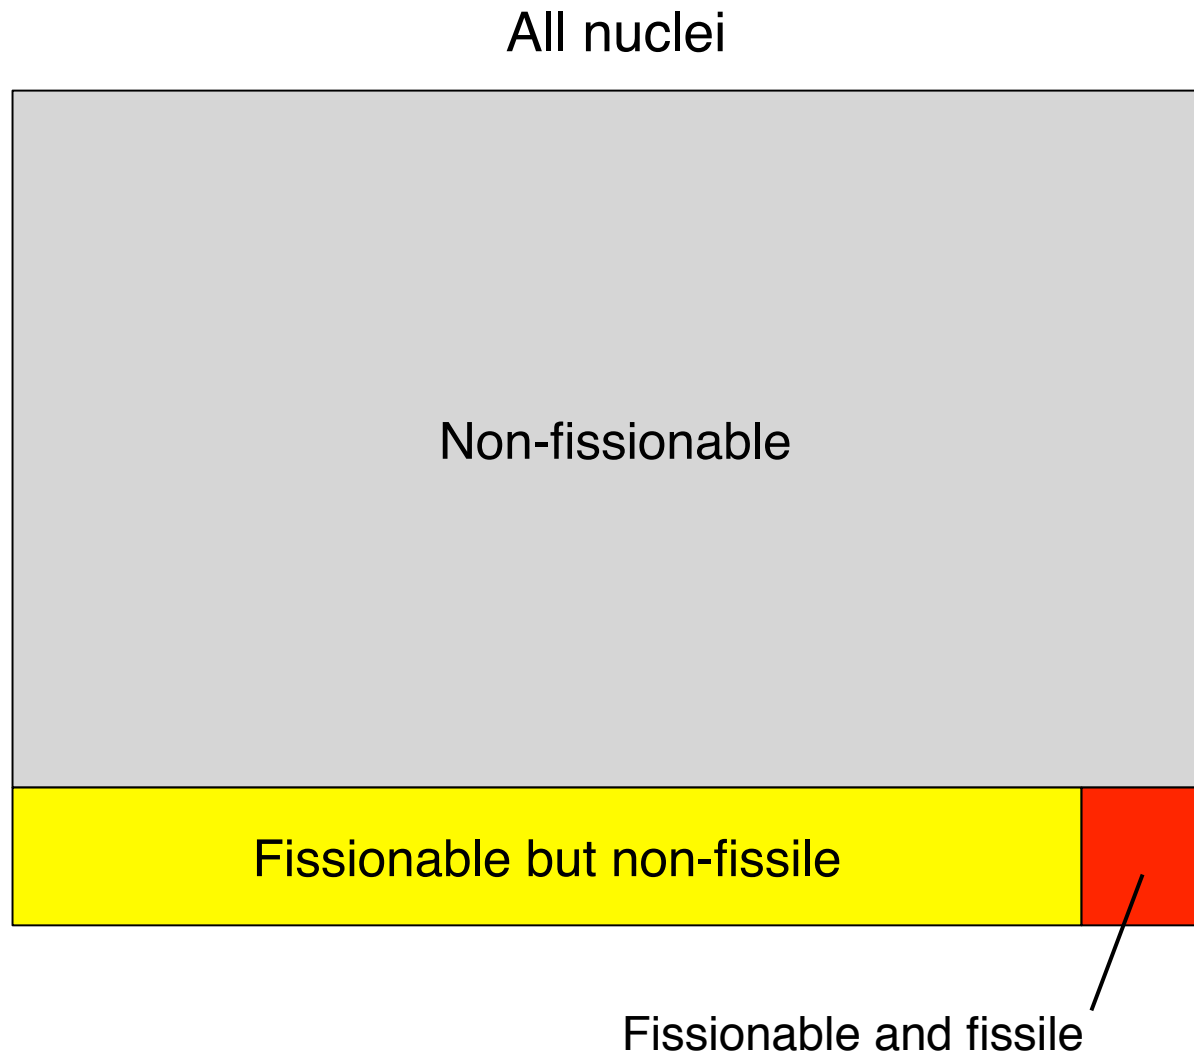 All nuclei
Non-fissionable
Fissionable but non-fissile
Fissionable and fissile